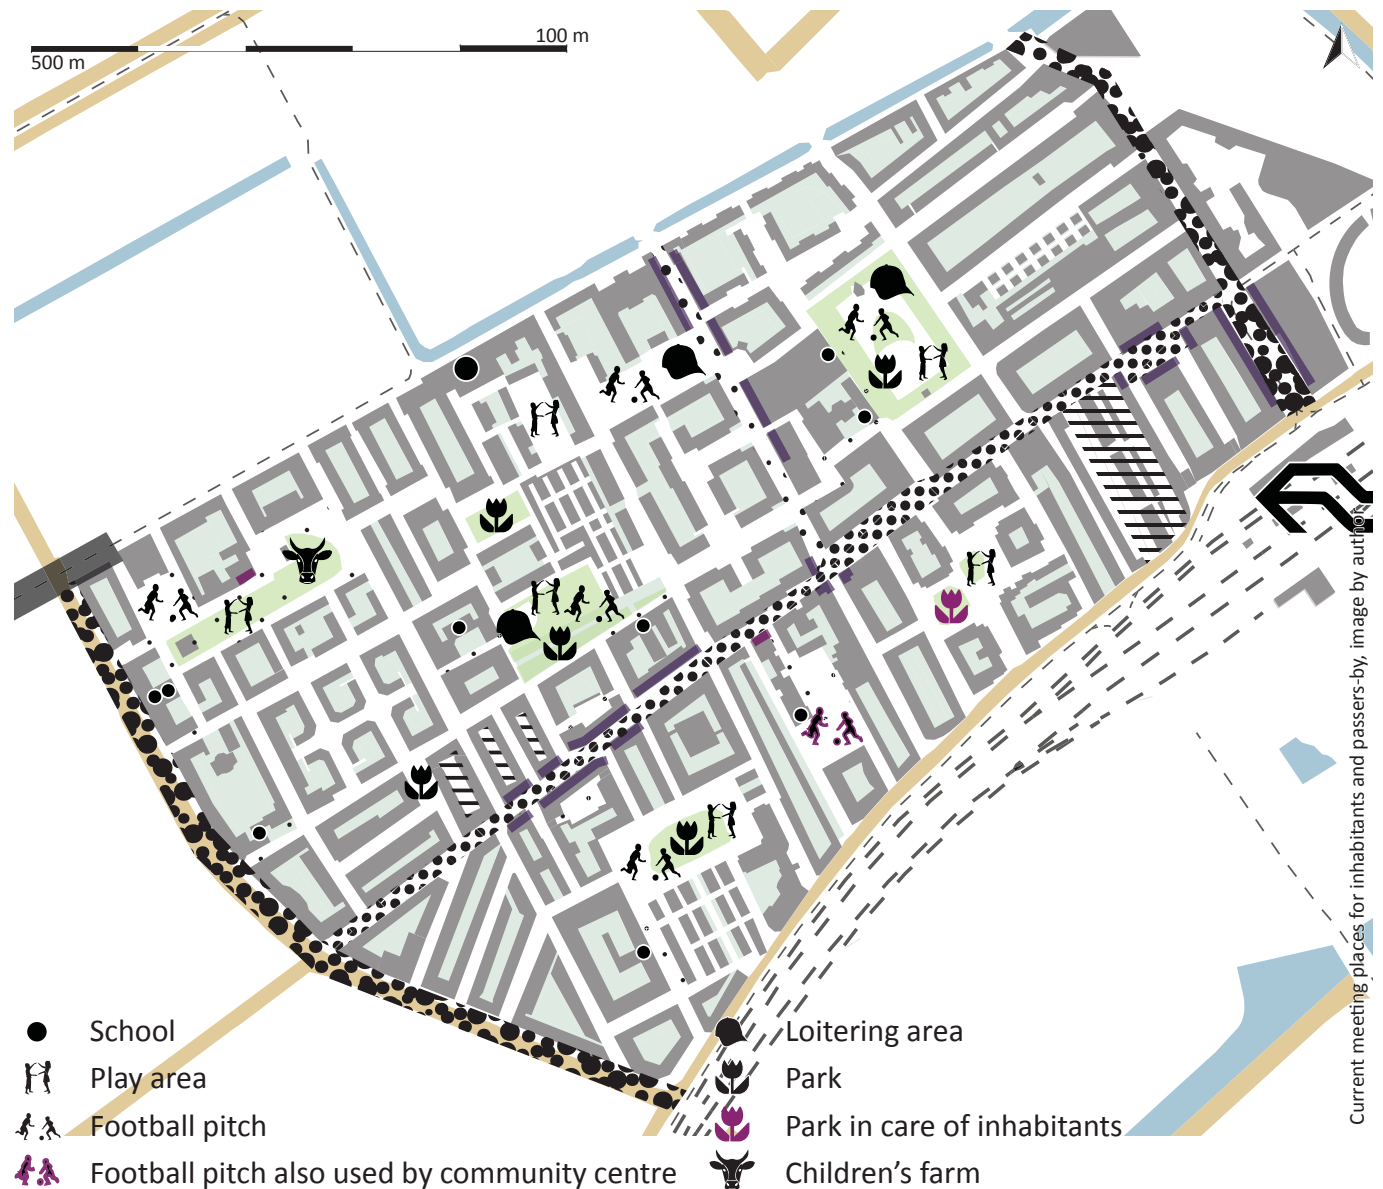 100 m
500 m
School
Play area
Football pitch
Football pitch also used by community centre
Loitering area
Park
Park in care of inhabitants
Children's farm
Current meeting places for inhabitants and passers-by, image by author